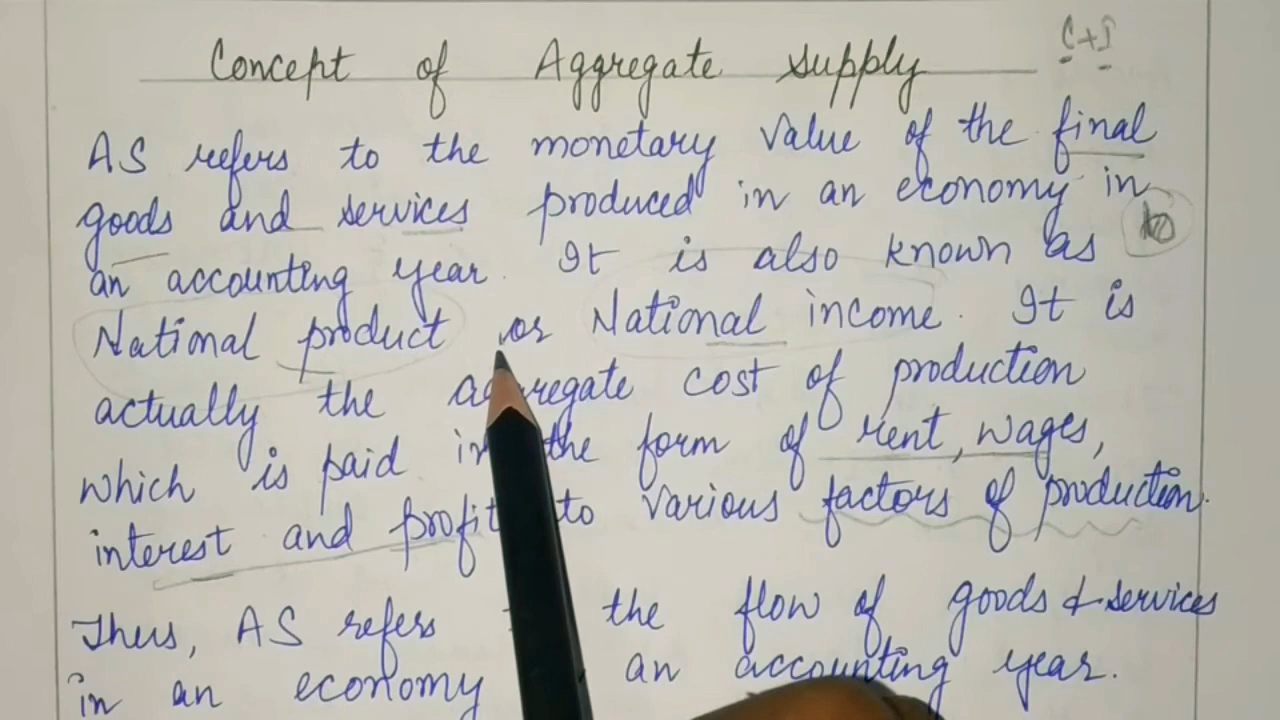 Concept of Aggregate Supply
C+S
AS refers to the monetary value of the final
goods and services produced in an economy in
an accounting year. It is also known as
National product or National income. It is
actually the aggregate cost of production
which is paid in the form of rent, wages,
interest and profit to various factors of production.
Thus, AS refers the flow of goods & services
in an economy an accounting year.